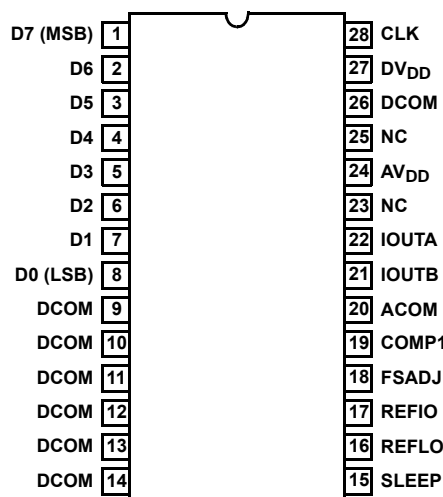 D7 (MSB) 1 28 CLK
D6 2 27 DVDD
D5 3 26 DCOM
D4 4 25 NC
D3 5 24 AVDD
D2 6 23 NC
D1 7 22 IOUTA
D0 (LSB) 8 21 IOUTB
DCOM 9 20 ACOM
DCOM 10 19 COMP1
DCOM 11 18 FSADJ
DCOM 12 17 REFIO
DCOM 13 16 REFLO
DCOM 14 15 SLEEP